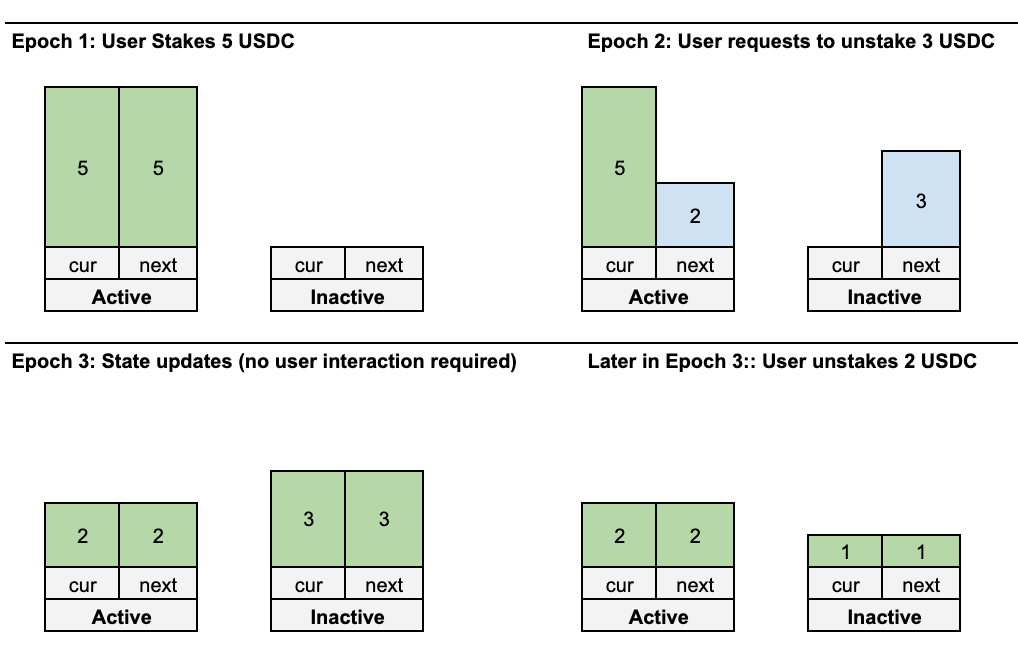 Epoch 1: User Stakes 5 USDC
5 5
cur next cur next
Active Inactive
Epoch 2: User requests to unstake 3 USDC
5 2 3
cur next cur next
Active Inactive
Epoch 3: State updates (no user interaction required)
2 2 3 3
cur next cur next
Active Inactive
Later in Epoch 3:: User unstakes 2 USDC
2 2 1 1
cur next cur next
Active Inactive